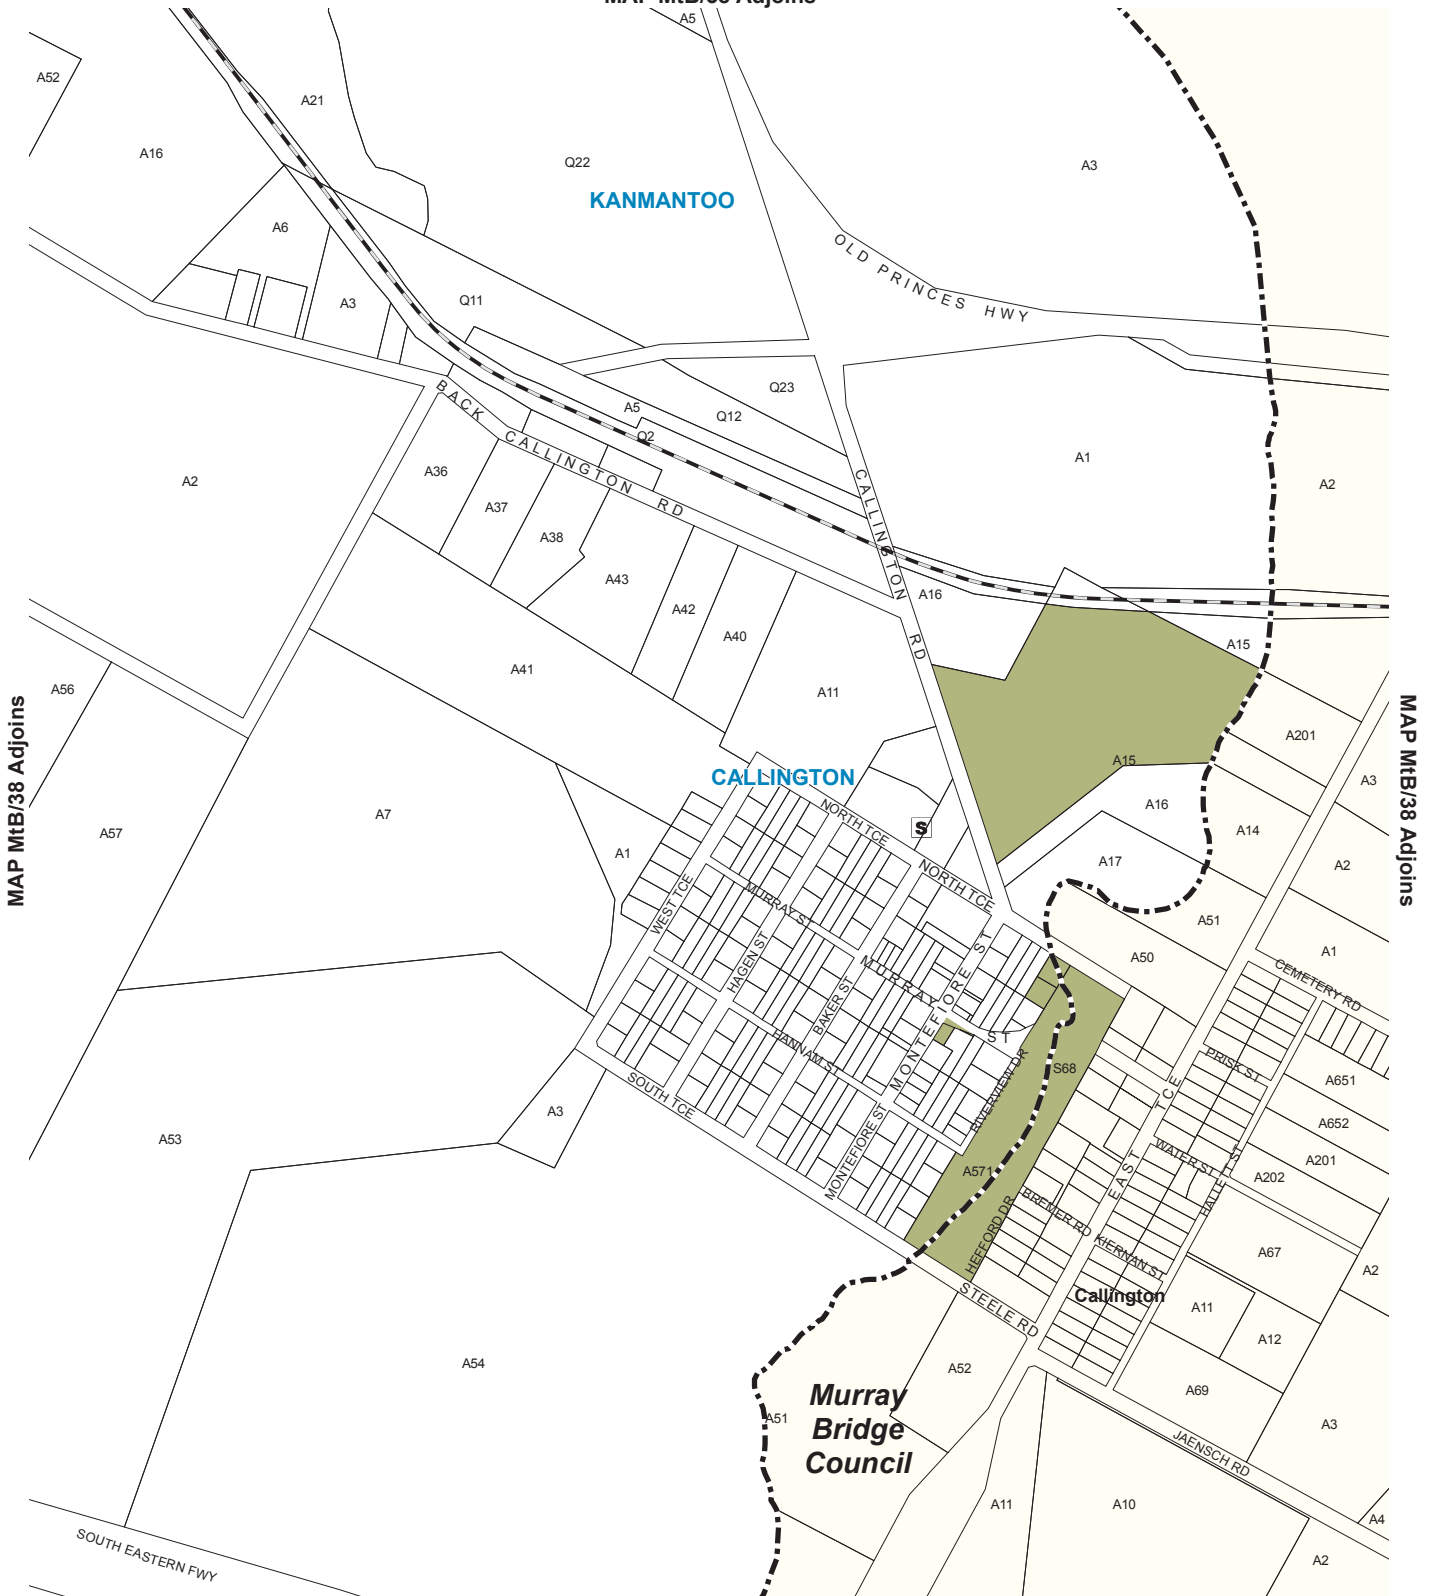 A5
A52
A21
A16
Q22
A3
KANMANTOO
A6
OLD PRINCES HWY
Q11
A3
Q23
BACK CALLINGTON RD
A5
Q12
Q2
A1
A2
A36
A2
CALLINGTON RD
A37
A38
A43
A42
A40
A16
A15
A41
A56
A11
A201
MAP MtB/38 Adjoins
MAP MtB/38 Adjoins
A15
CALLINGTON
A3
A16
NORTH TCE
A7
S
A14
A57
A1
A17
A2
NORTH TCE
MURRAY ST
WEST TCE
A51
A50
A1
HAGEN ST
MURRAY ST
CEMETERY RD
BAKER ST
MONTEFIORE ST
HANNAM ST
PRISK ST
S68
SOUTH TCE
RIVERVIEW DR
A651
EAST TCE
A3
A652
A53
MONTEFIORE ST
WATER ST
A201
A571
A202
HALLETT ST
BREMER RD
HEFFORD DR
KIERNAN ST
A67
A2
STEELE RD
Callington
A11
A12
A54
A52
A69
Murray
Bridge
Council
A51
A3
JAENSCH RD
A11
A10
A4
SOUTH EASTERN FWY
A2